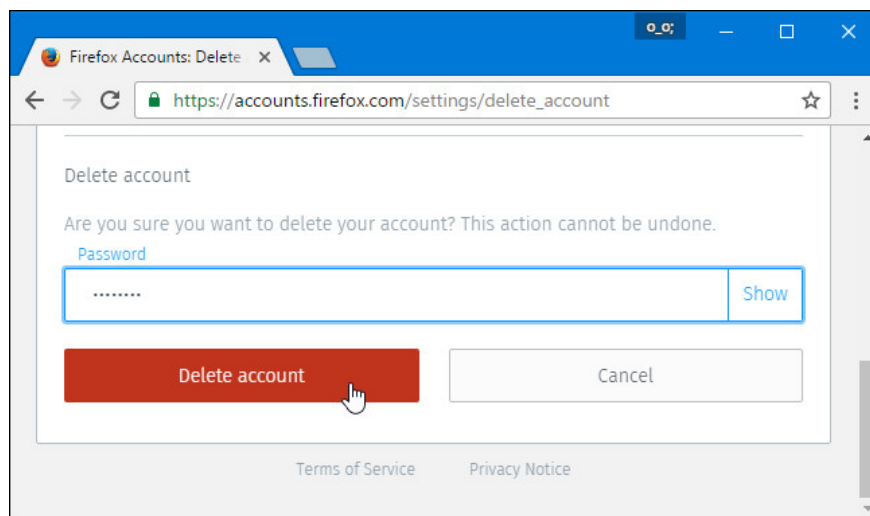 o_o;
Firefox Accounts: Delete
https://accounts.firefox.com/settings/delete_account
Delete account
Are you sure you want to delete your account? This action cannot be undone.
Password
········ Show
Delete account Cancel
Terms of Service Privacy Notice